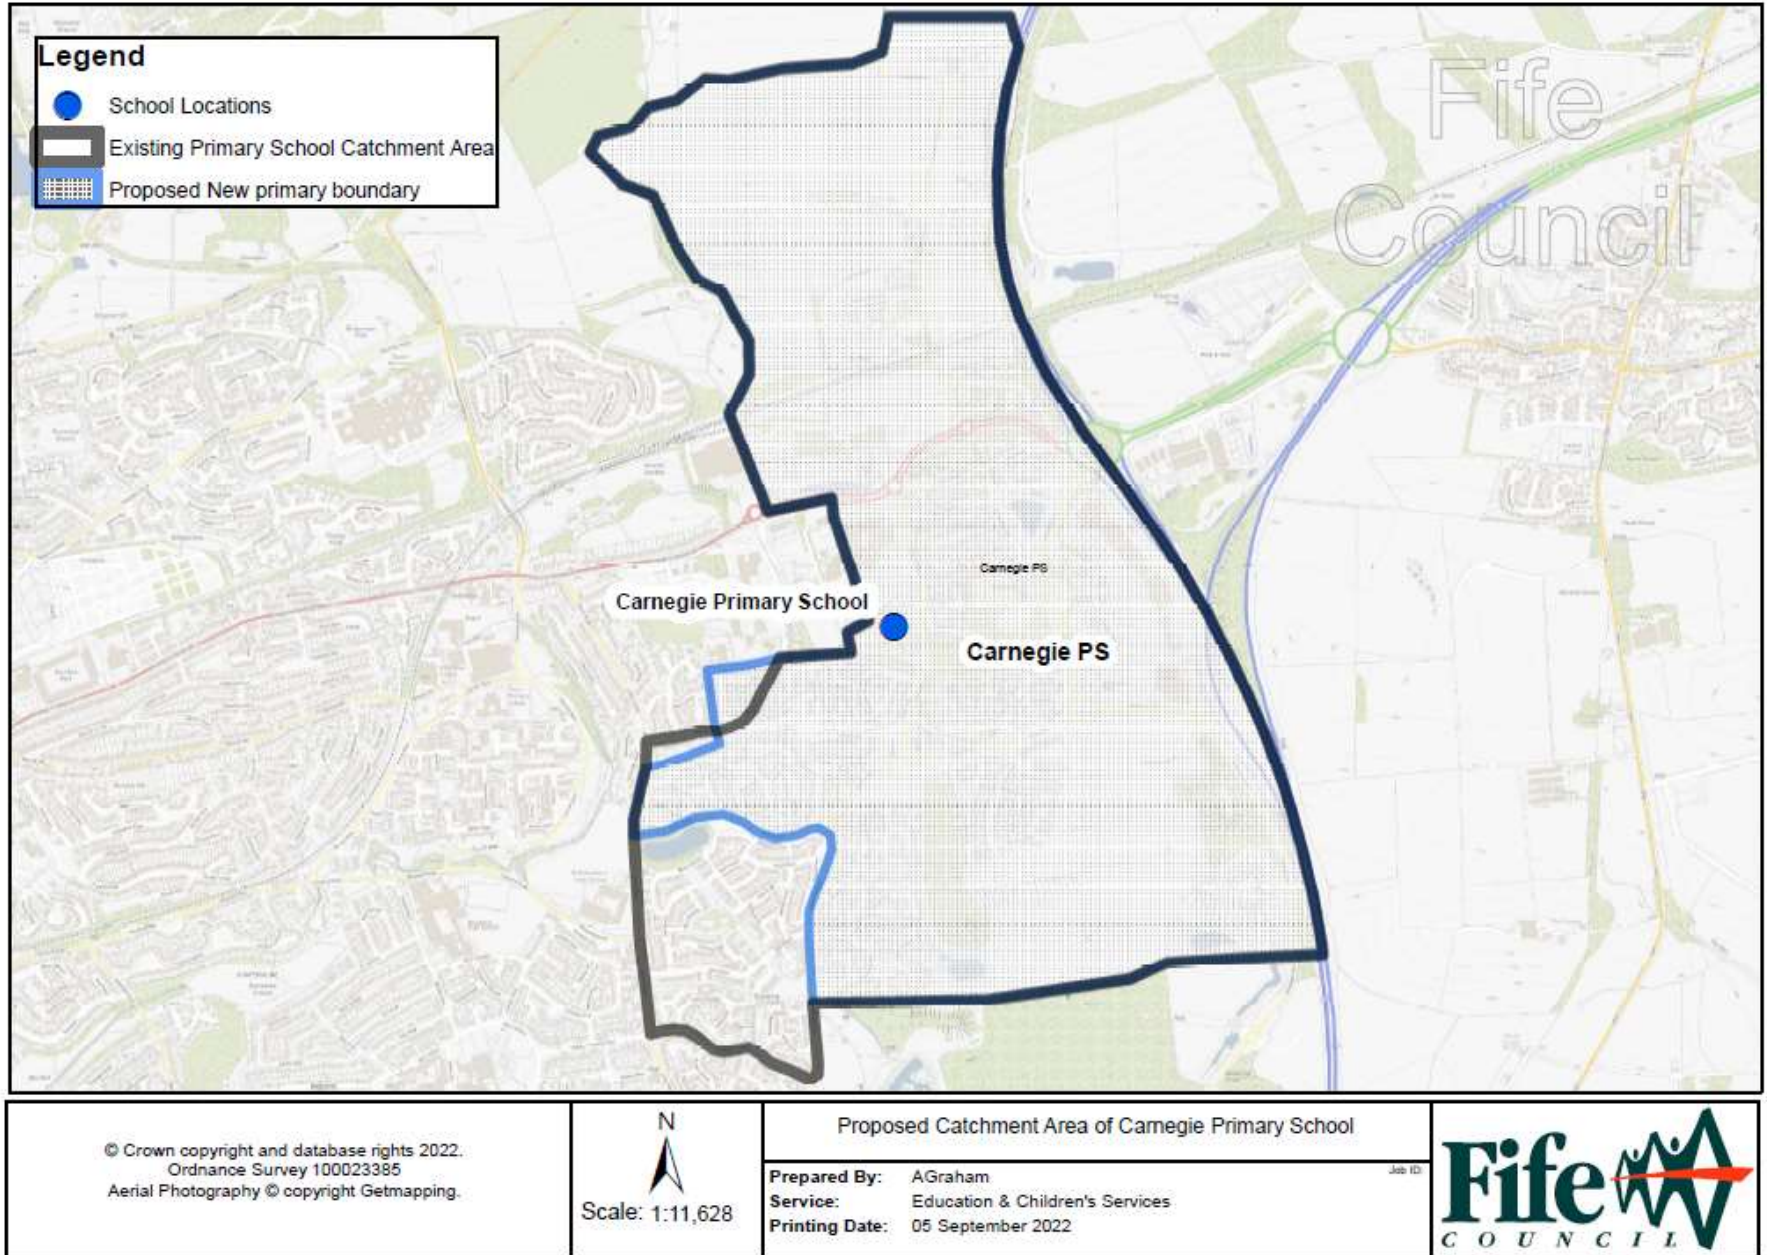 Legend
School Locations
Existing Primary School Catchment Area
Proposed New primary boundary
Fife
Council
Carnegie PS
Carnegie Primary School
Carnegie PS
© Crown copyright and database rights 2022.
Ordnance Survey 100023385
Aerial Photography © copyright Getmapping.
N
Scale: 1:11,628
Proposed Catchment Area of Carnegie Primary School
Job ID:
Prepared By: AGraham
Service: Education & Children's Services
Printing Date: 05 September 2022
Fife
COUNCIL